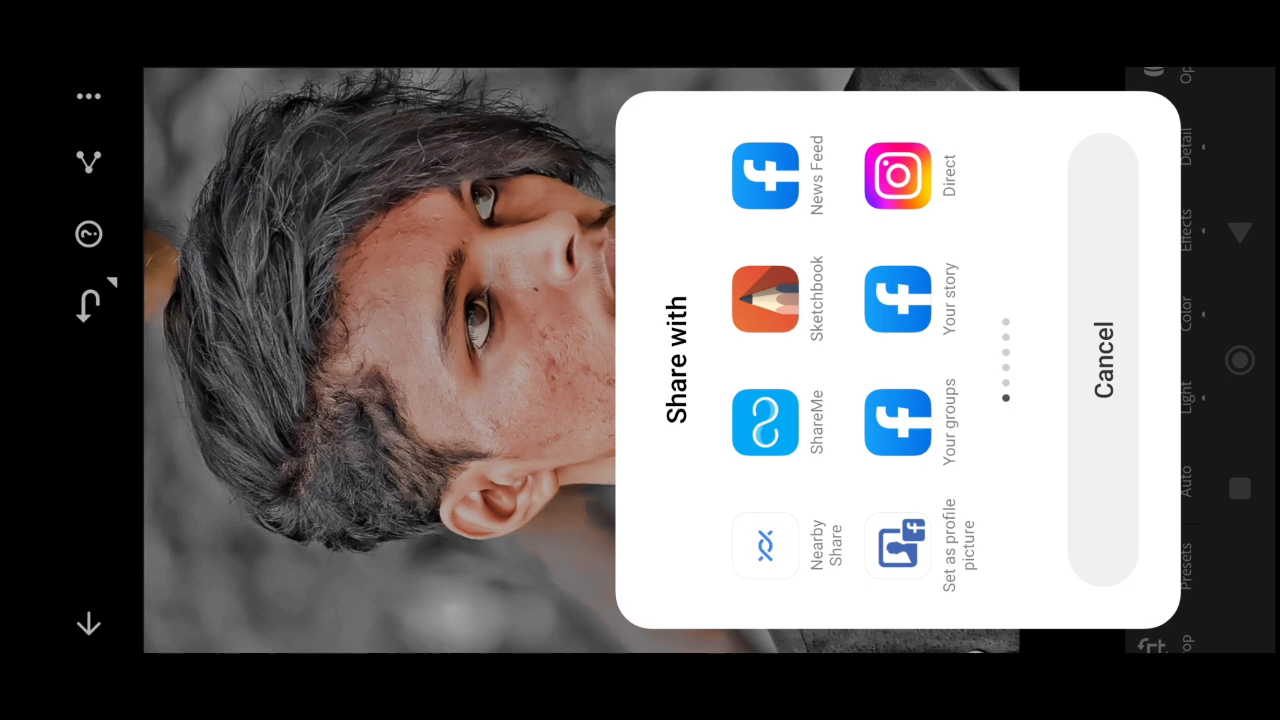 Share with
Nearby
Share
ShareMe
Sketchbook
News Feed
Set as profile
picture
Your groups
Your story
Direct
Cancel
Presets
Auto
Light
Color
Effects
Detail